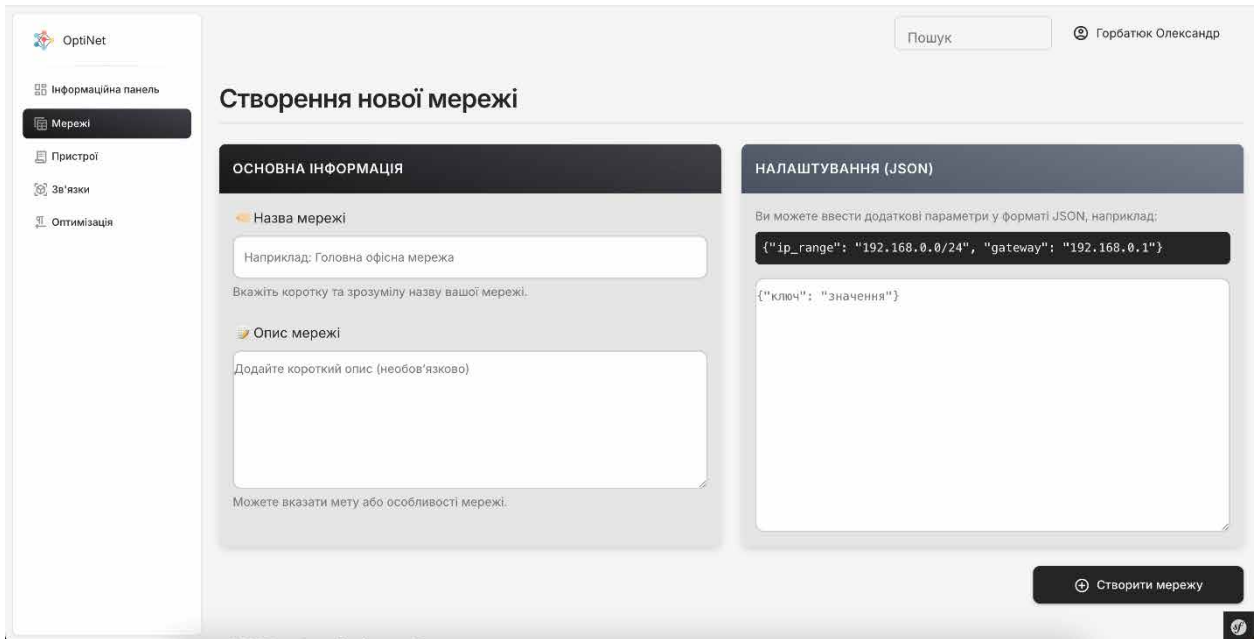 OptiNet
Пошук
Горбатюк Олександр
Інформаційна панель
Мережі
Пристрої
Зв'язки
Оптимізація
Створення нової мережі
ОСНОВНА ІНФОРМАЦІЯ
Назва мережі
Наприклад: Головна офісна мережа
Вкажіть коротку та зрозумілу назву вашої мережі.
Опис мережі
Додайте короткий опис (необов’язково)
Можете вказати мету або особливості мережі.
НАЛАШТУВАННЯ (JSON)
Ви можете ввести додаткові параметри у форматі JSON, наприклад:
{"ip_range": "192.168.0.0/24", "gateway": "192.168.0.1"}
{"ключ": "значення"}
Створити мережу
sf